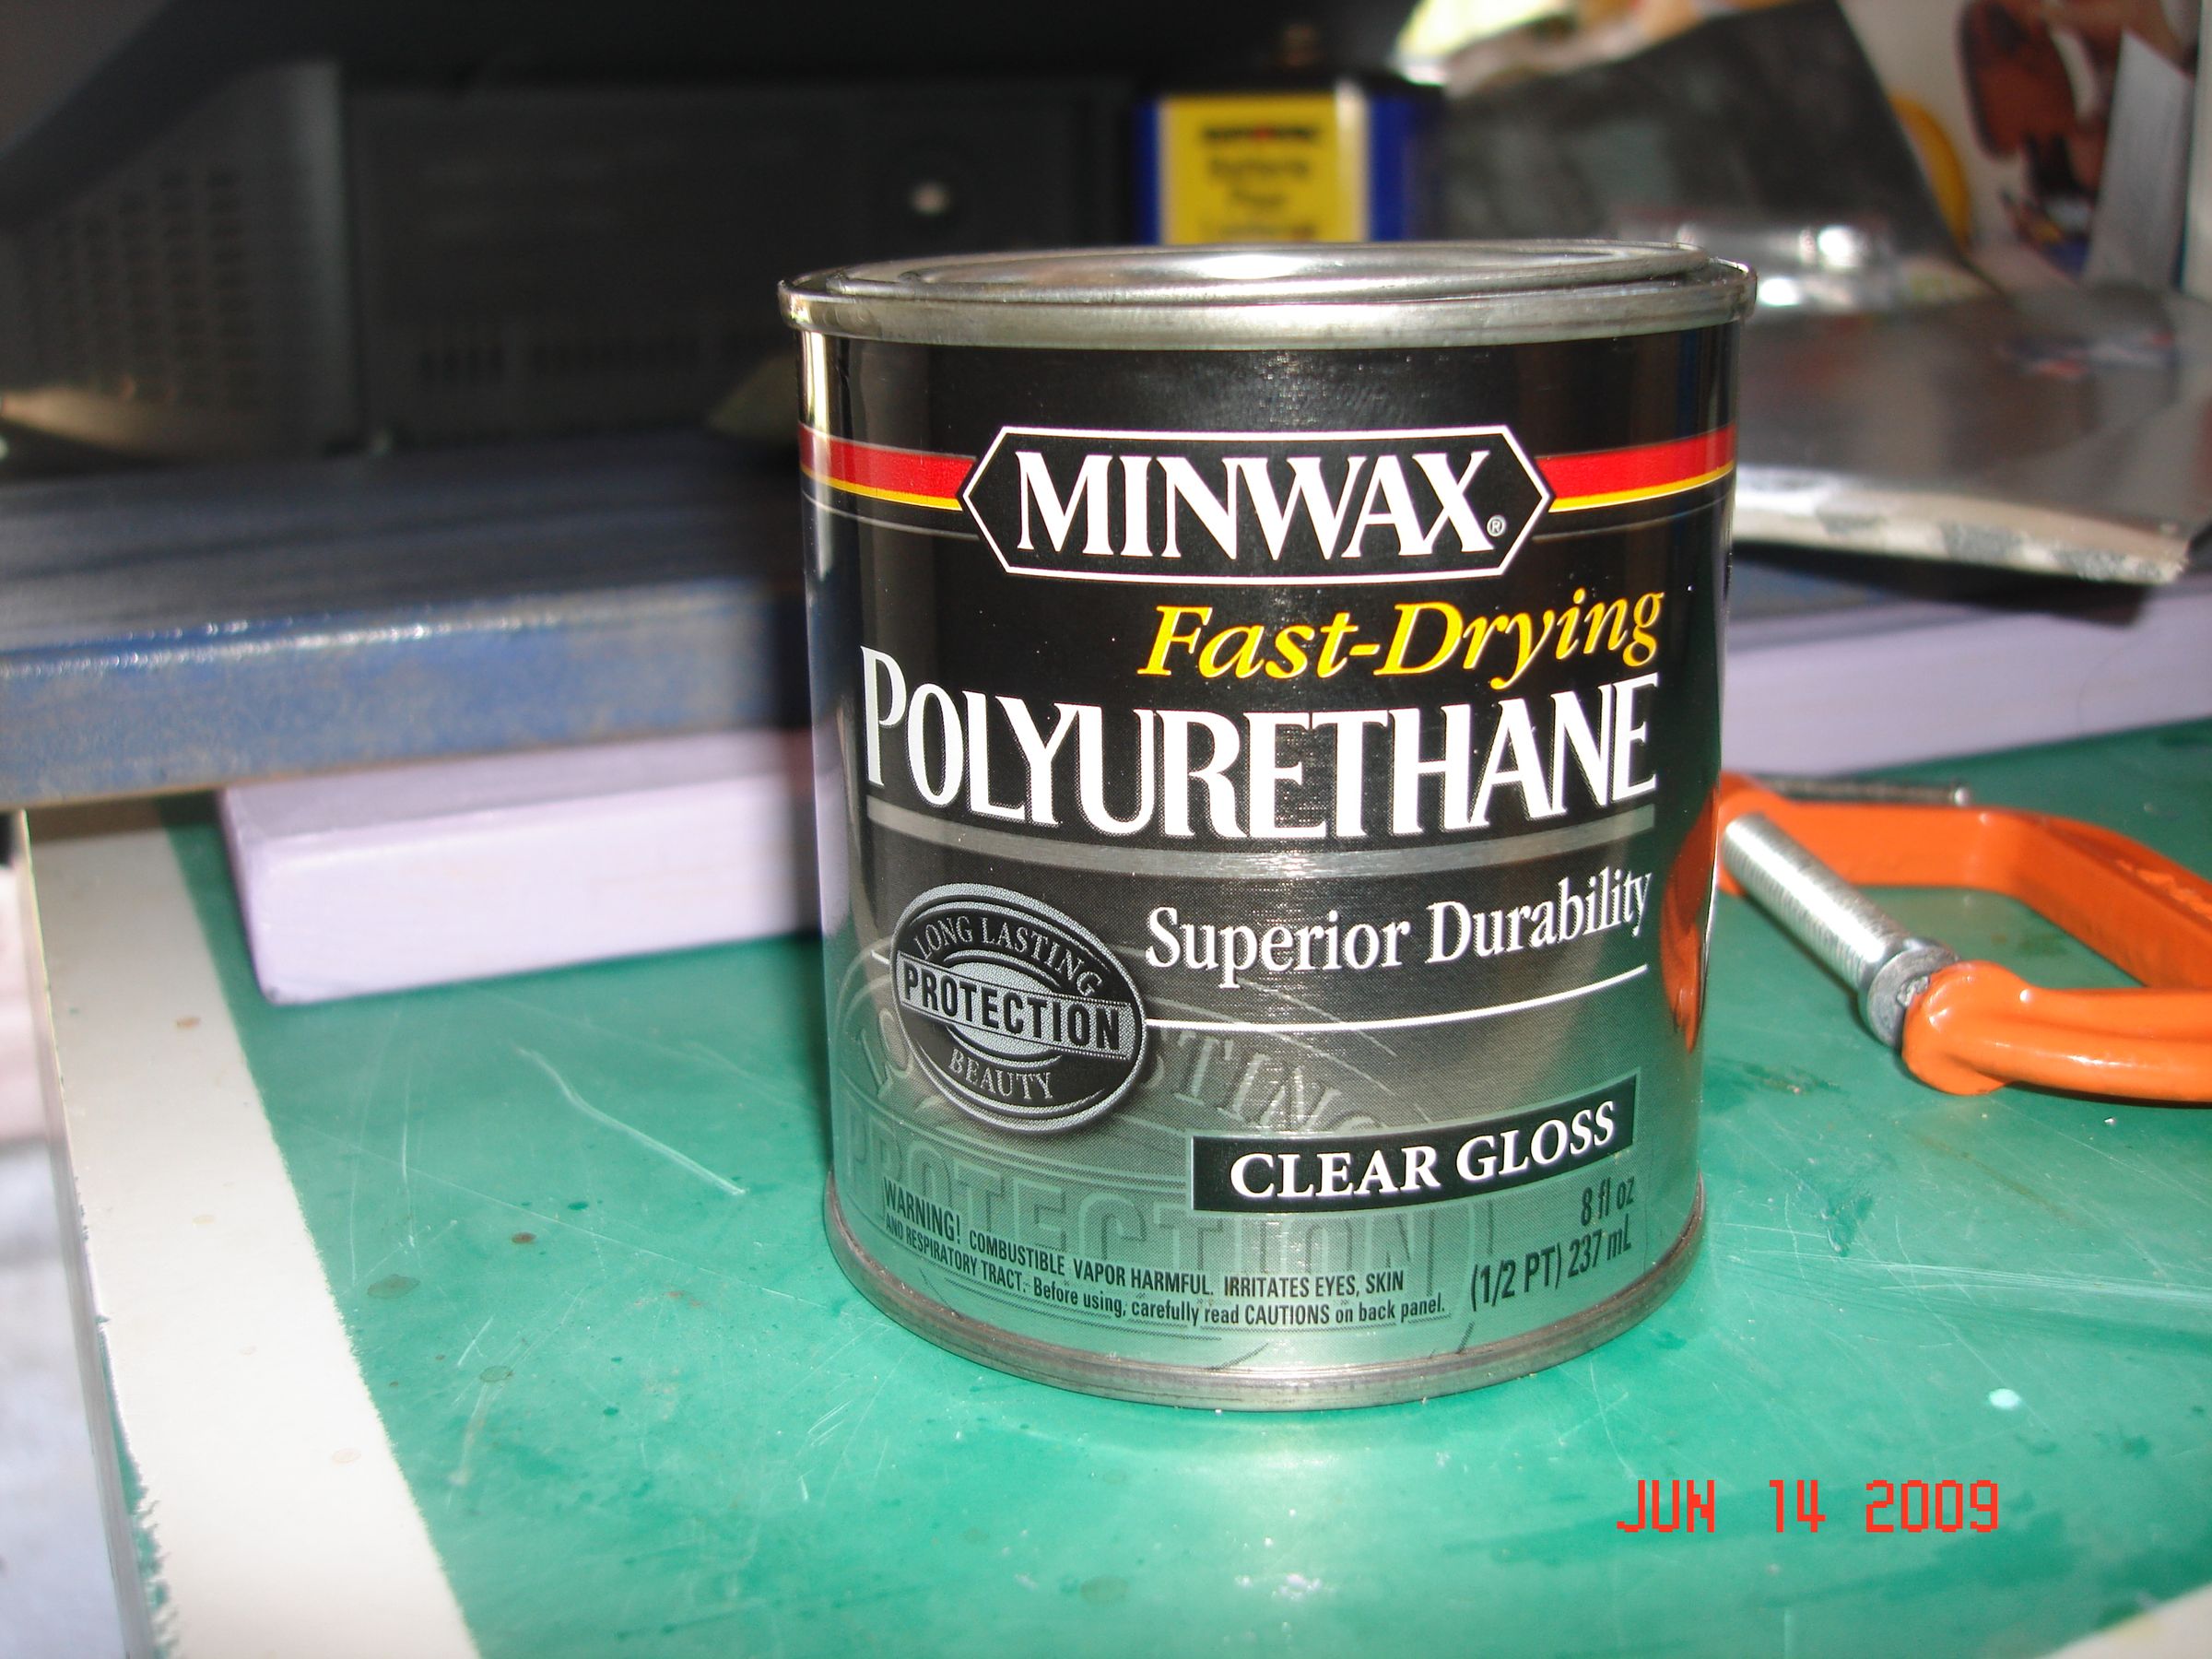 MINWAX®
Fast-Drying
POLYURETHANE
Superior Durability
LONG LASTING
PROTECTION
BEAUTY
CLEAR GLOSS
8 fl oz
(1/2 PT) 237 mL
WARNING! COMBUSTIBLE VAPOR HARMFUL. IRRITATES EYES, SKIN
AND RESPIRATORY TRACT. Before using, carefully read CAUTIONS on back panel.
JUN 14 2009